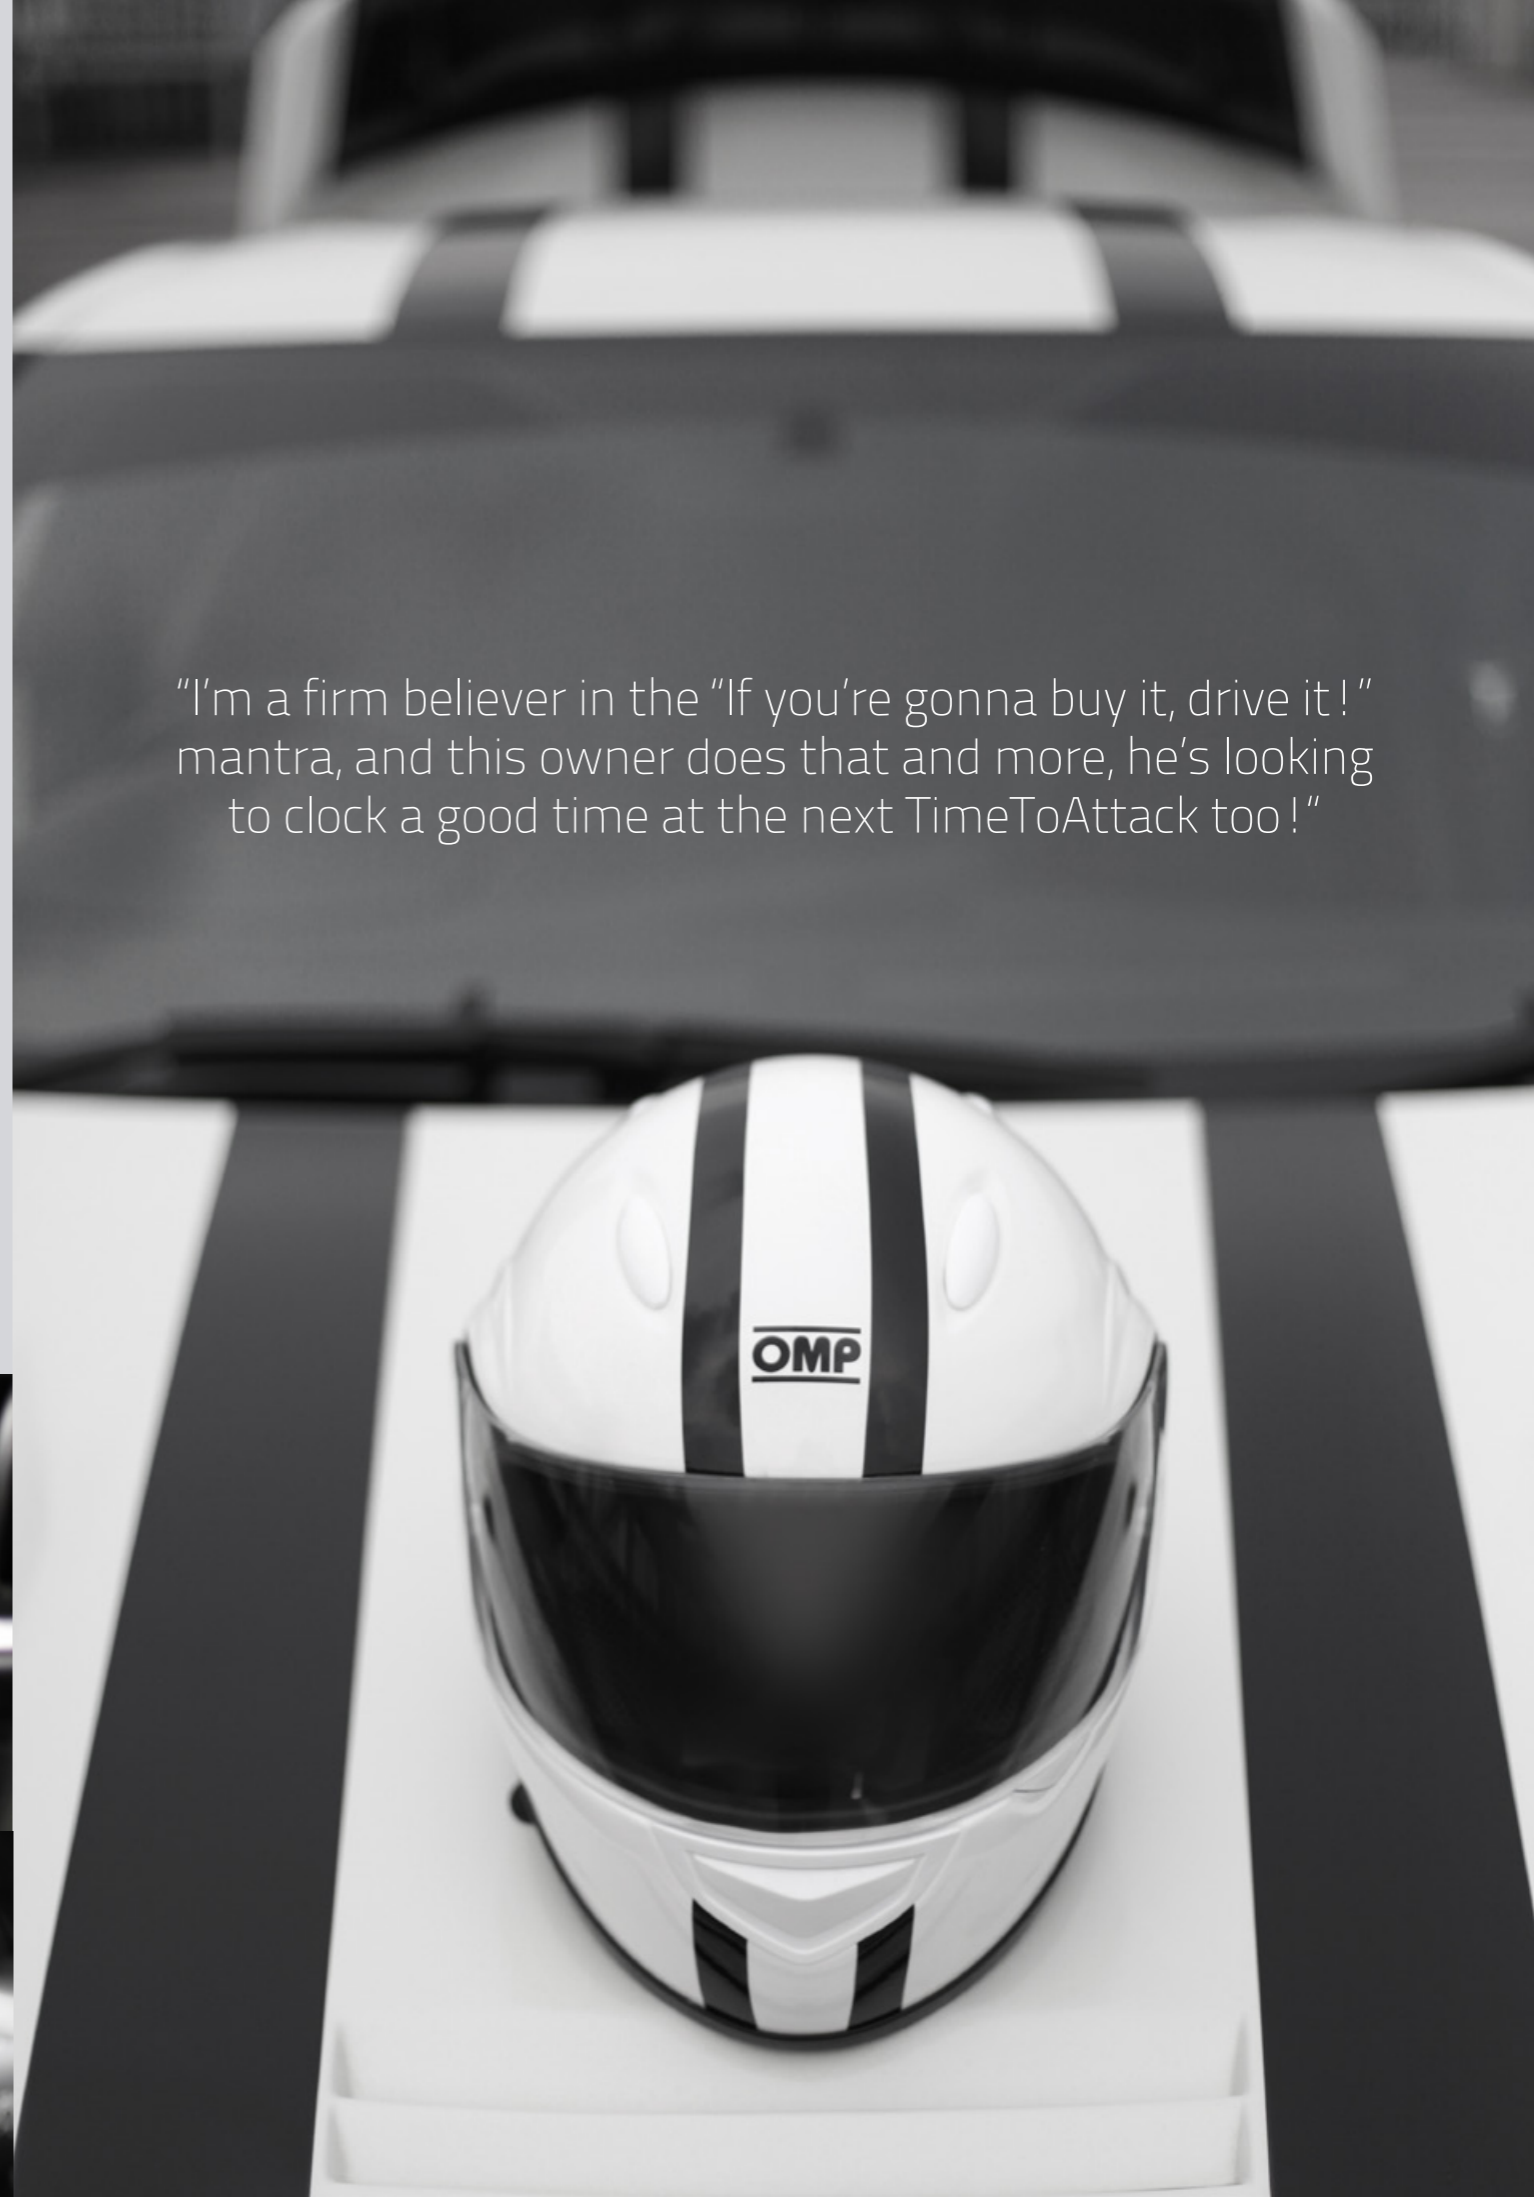 “I’m a firm believer in the “If you’re gonna buy it, drive it!”
mantra, and this owner does that and more, he’s looking
to clock a good time at the next TimeToAttack too!“
OMP